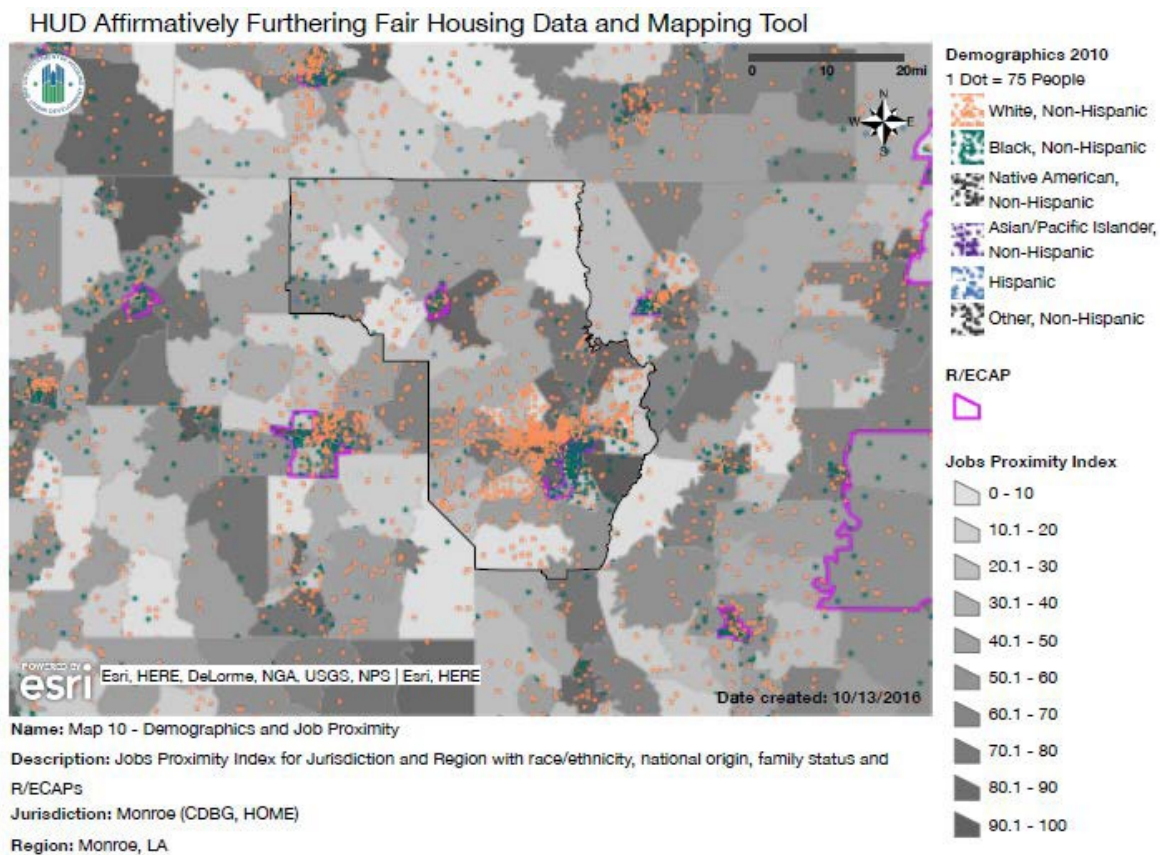 HUD Affirmatively Furthering Fair Housing Data and Mapping Tool
0 10 20mi
N
W E
S
POWERED BY
esri
Esri, HERE, DeLorme, NGA, USGS, NPS | Esri, HERE
Date created: 10/13/2016
Demographics 2010
1 Dot = 75 People
White, Non-Hispanic
Black, Non-Hispanic
Native American,
Non-Hispanic
Asian/Pacific Islander,
Non-Hispanic
Hispanic
Other, Non-Hispanic
R/ECAP
Jobs Proximity Index
0 - 10
10.1 - 20
20.1 - 30
30.1 - 40
40.1 - 50
50.1 - 60
60.1 - 70
70.1 - 80
80.1 - 90
90.1 - 100
Name: Map 10 - Demographics and Job Proximity
Description: Jobs Proximity Index for Jurisdiction and Region with race/ethnicity, national origin, family status and
R/ECAPs
Jurisdiction: Monroe (CDBG, HOME)
Region: Monroe, LA